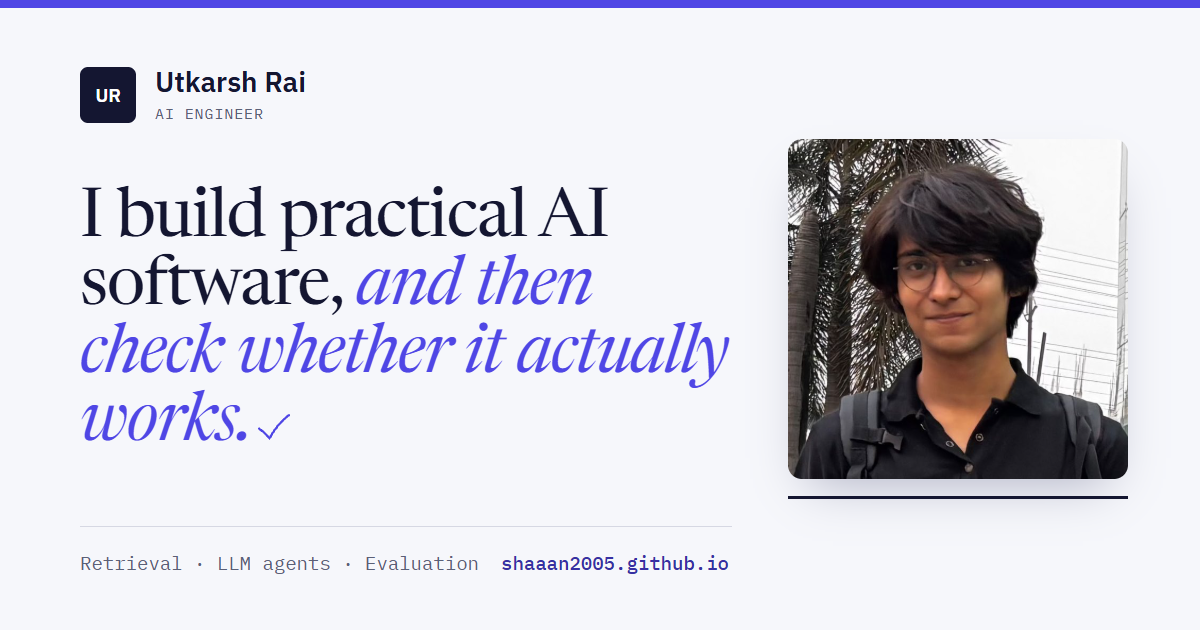 UR
Utkarsh Rai
AI ENGINEER
I build practical AI
software, and then
check whether it actually
works.✓
Retrieval · LLM agents · Evaluation shaaan2005.github.io